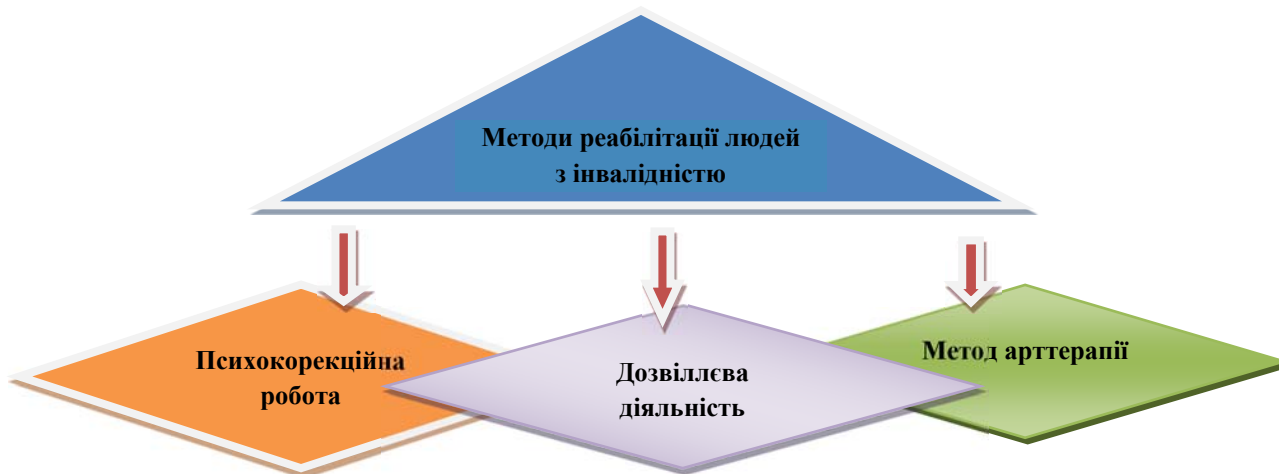 Методи реабілітації людей
з інвалідністю
Психокорекційна
робота
Дозвіллєва
діяльність
Метод арттерапії